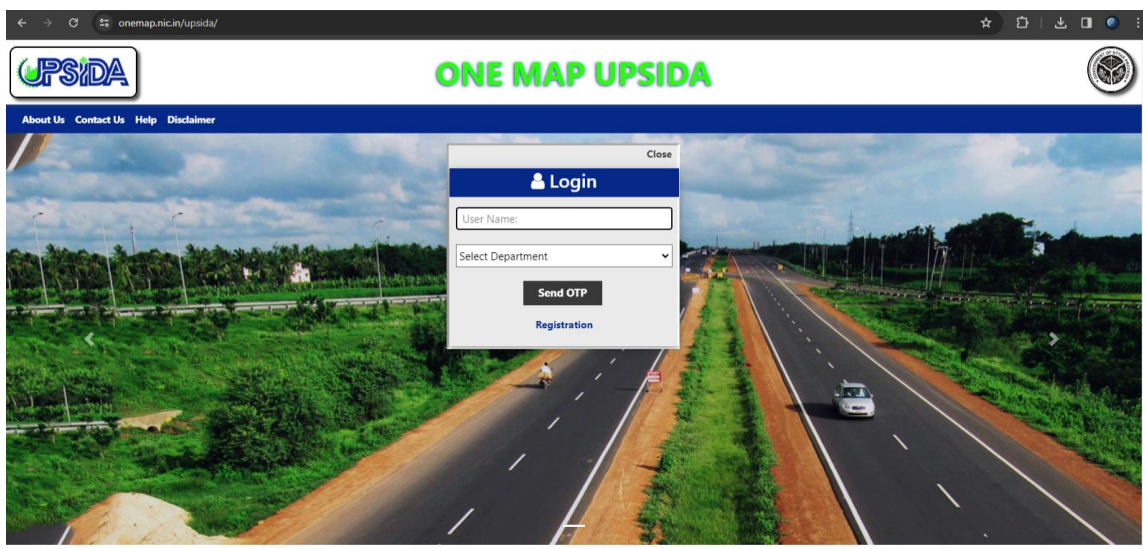 onemap.nic.in/upsida/
UPSIDA
ONE MAP UPSIDA
About Us Contact Us Help Disclaimer
Close
Login
User Name:
Select Department
Send OTP
Registration